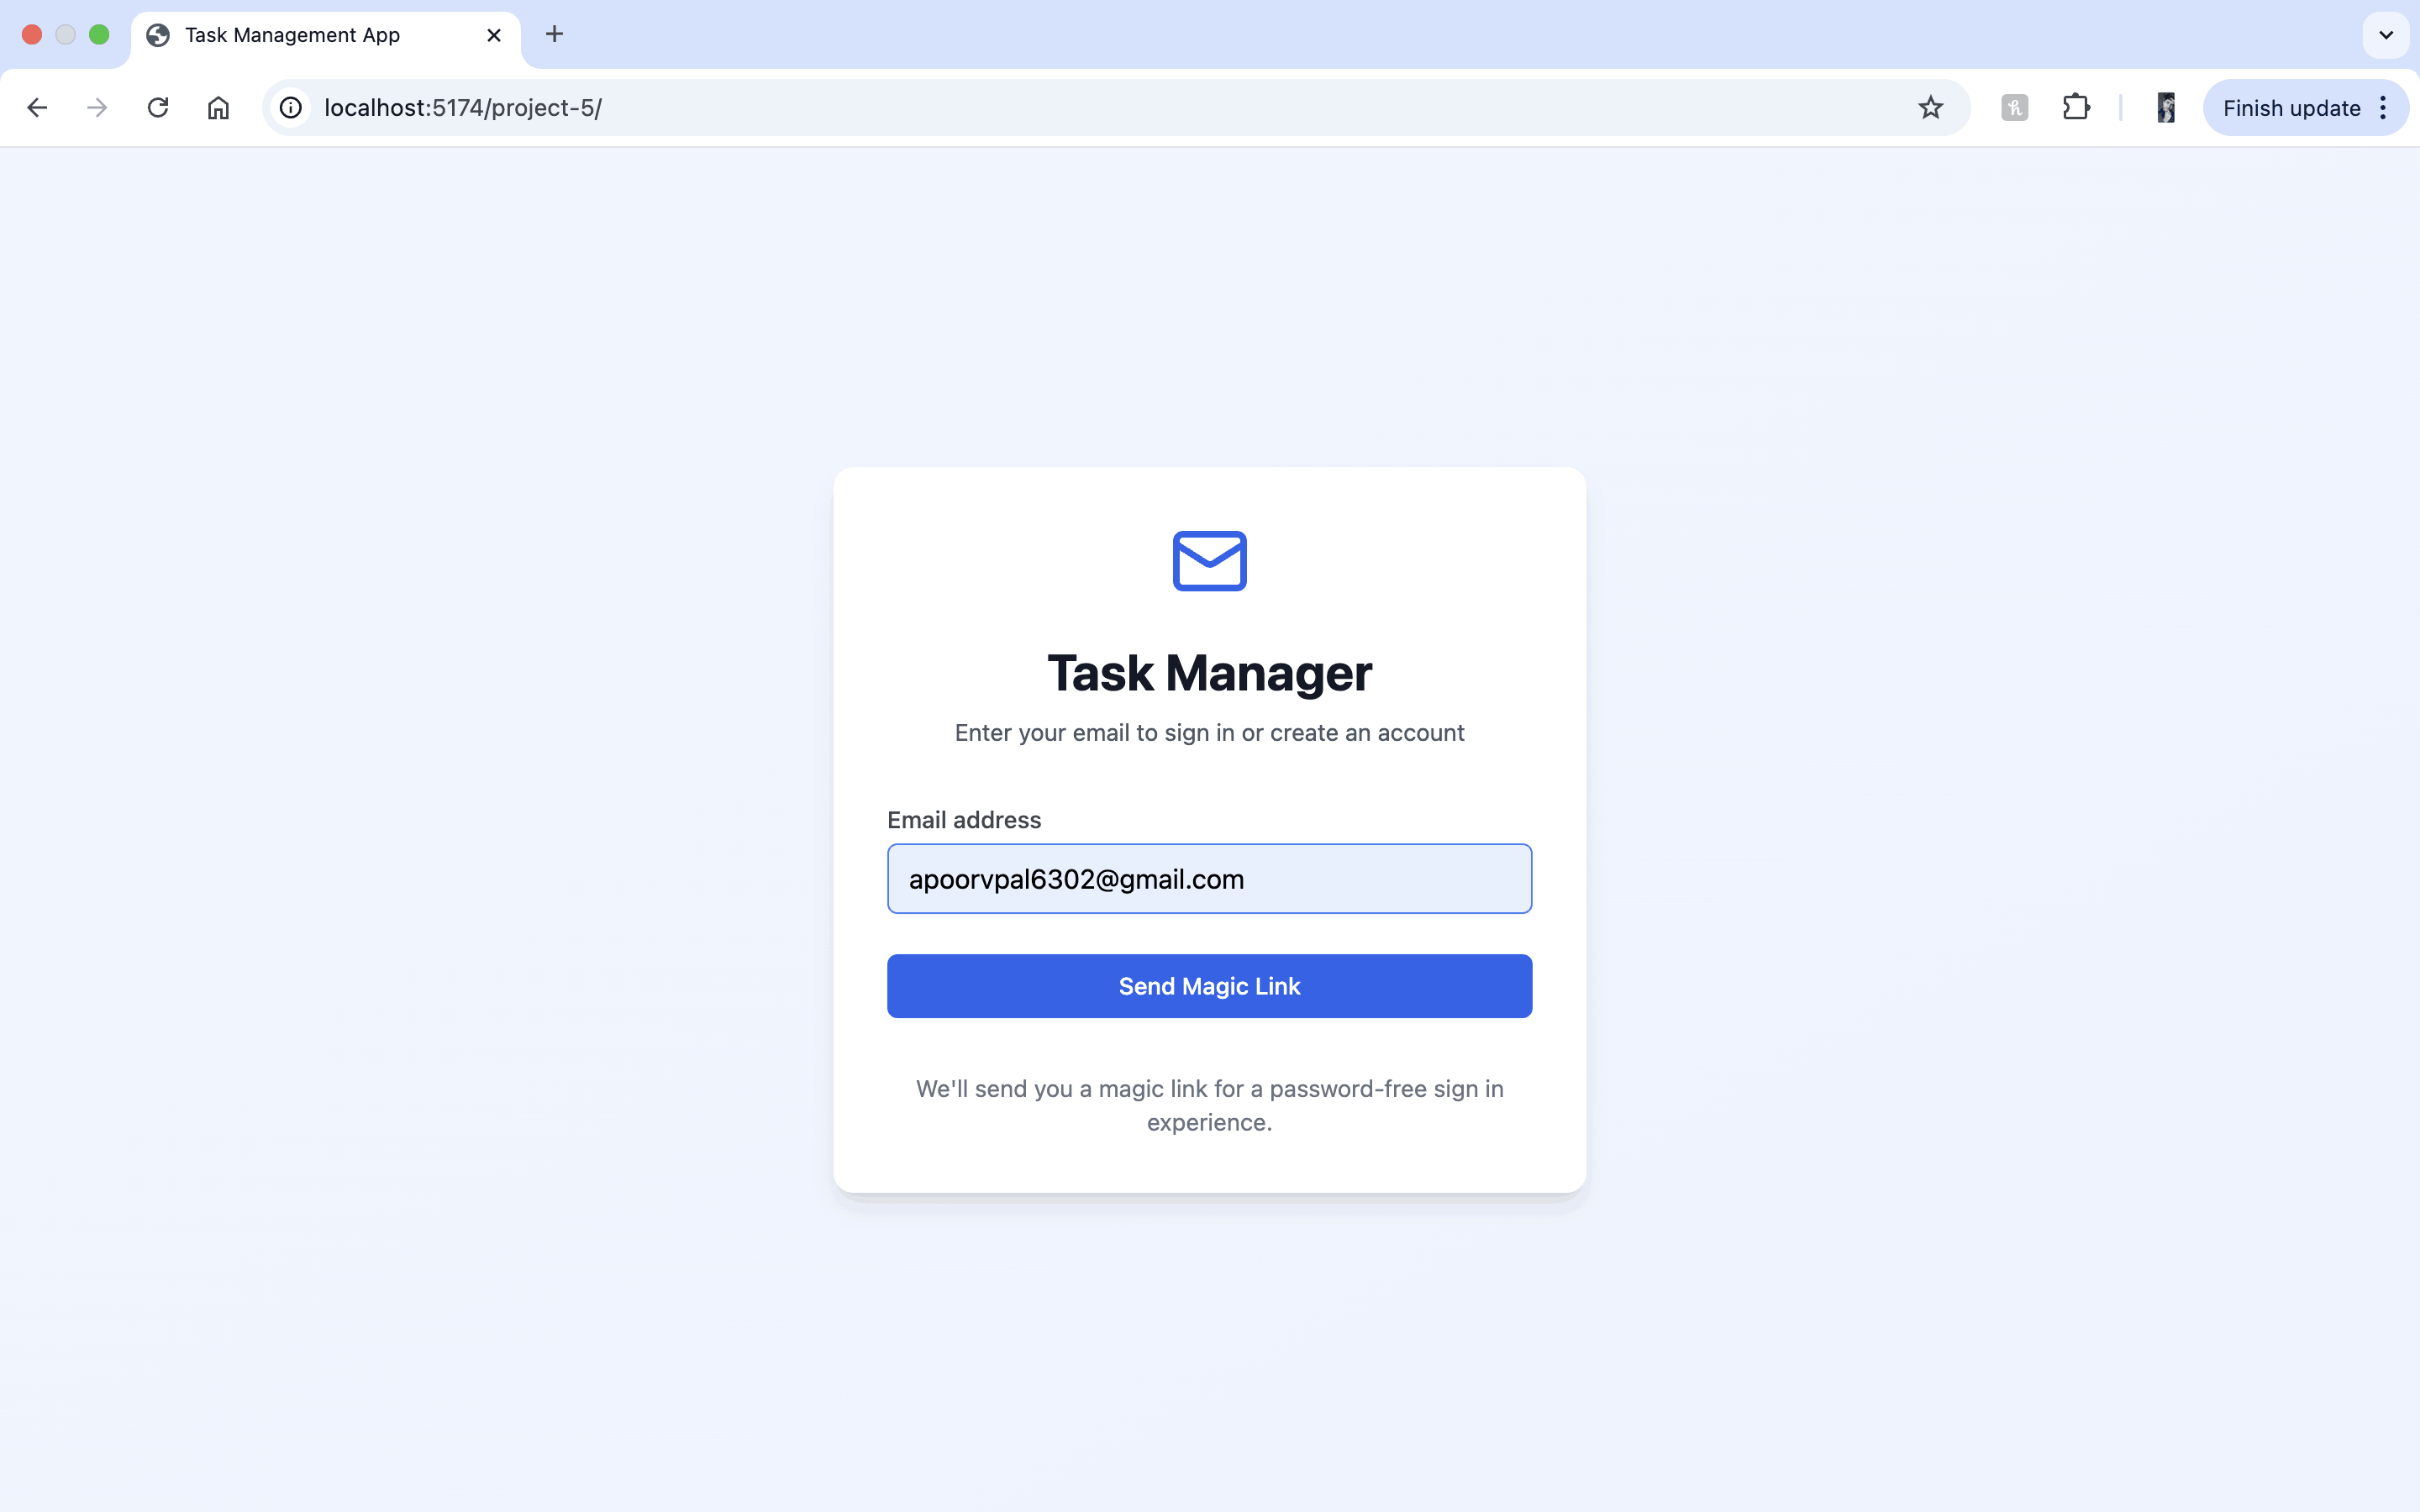 Task Management App
localhost:5174/project-5/
Finish update
Task Manager
Enter your email to sign in or create an account
Email address
apoorvpal6302@gmail.com
Send Magic Link
We'll send you a magic link for a password-free sign in
experience.